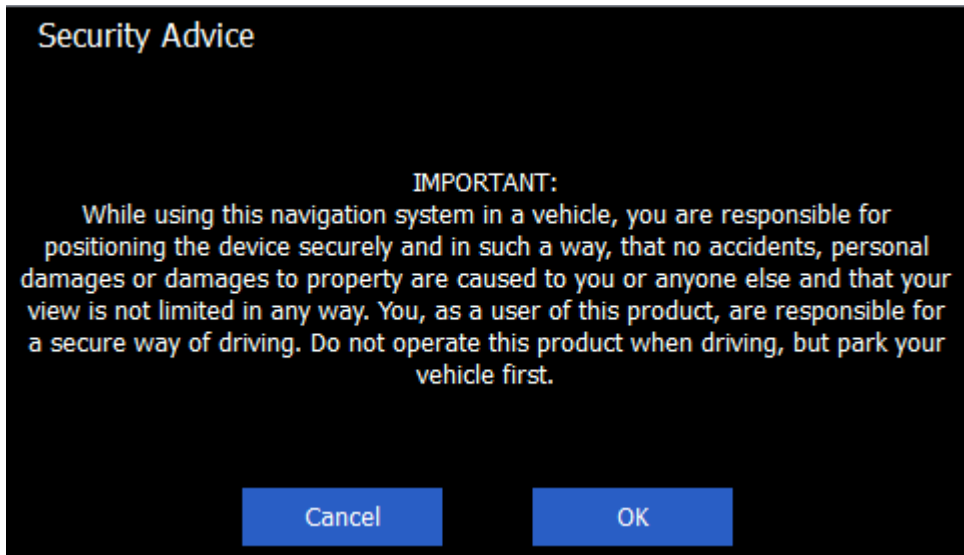 Security Advice
IMPORTANT:
While using this navigation system in a vehicle, you are responsible for
positioning the device securely and in such a way, that no accidents, personal
damages or damages to property are caused to you or anyone else and that your
view is not limited in any way. You, as a user of this product, are responsible for
a secure way of driving. Do not operate this product when driving, but park your
vehicle first.
Cancel
OK